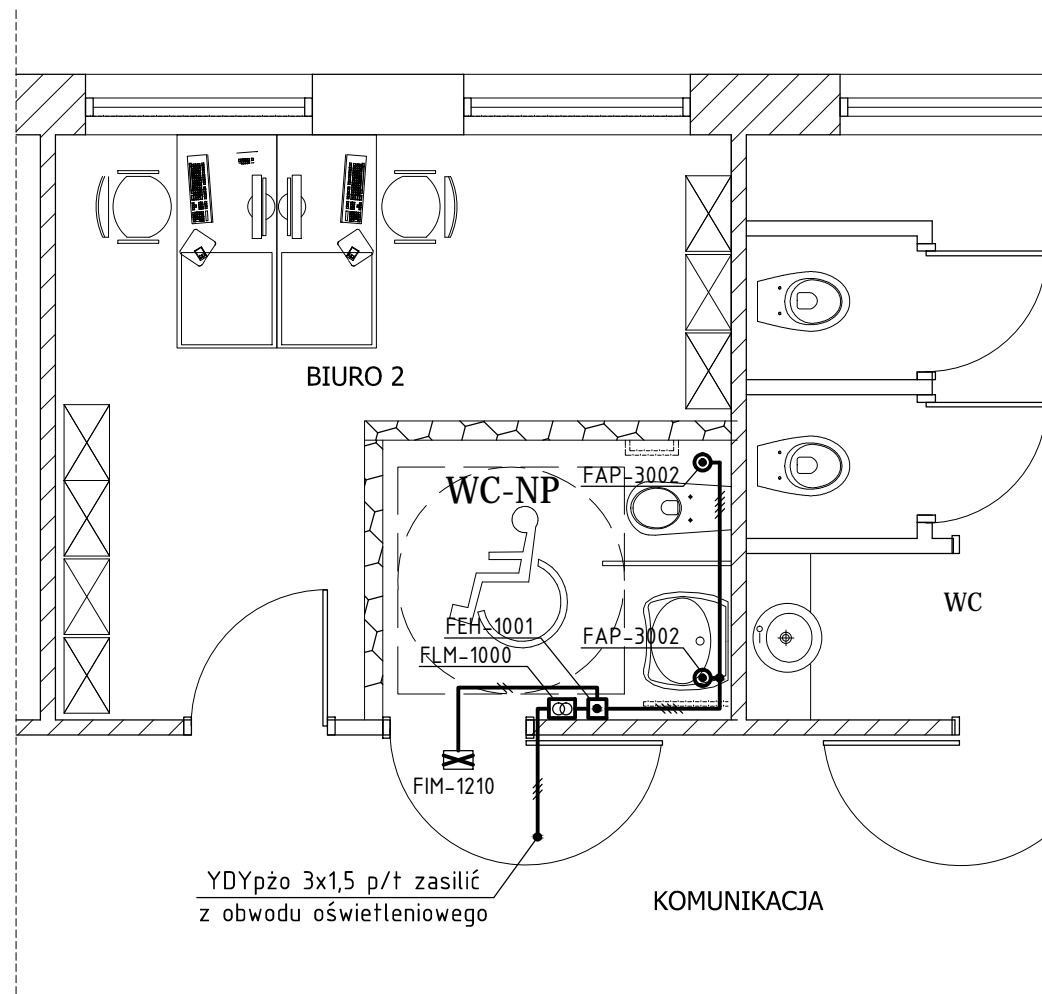 BIURO 2
WC-NP
FAP-3002
WC
FEH-1001
FAP-3002
FLM-1000
FIM-1210
YDYpżo 3x1,5 p/t zasilić
z obwodu oświetleniowego
KOMUNIKACJA